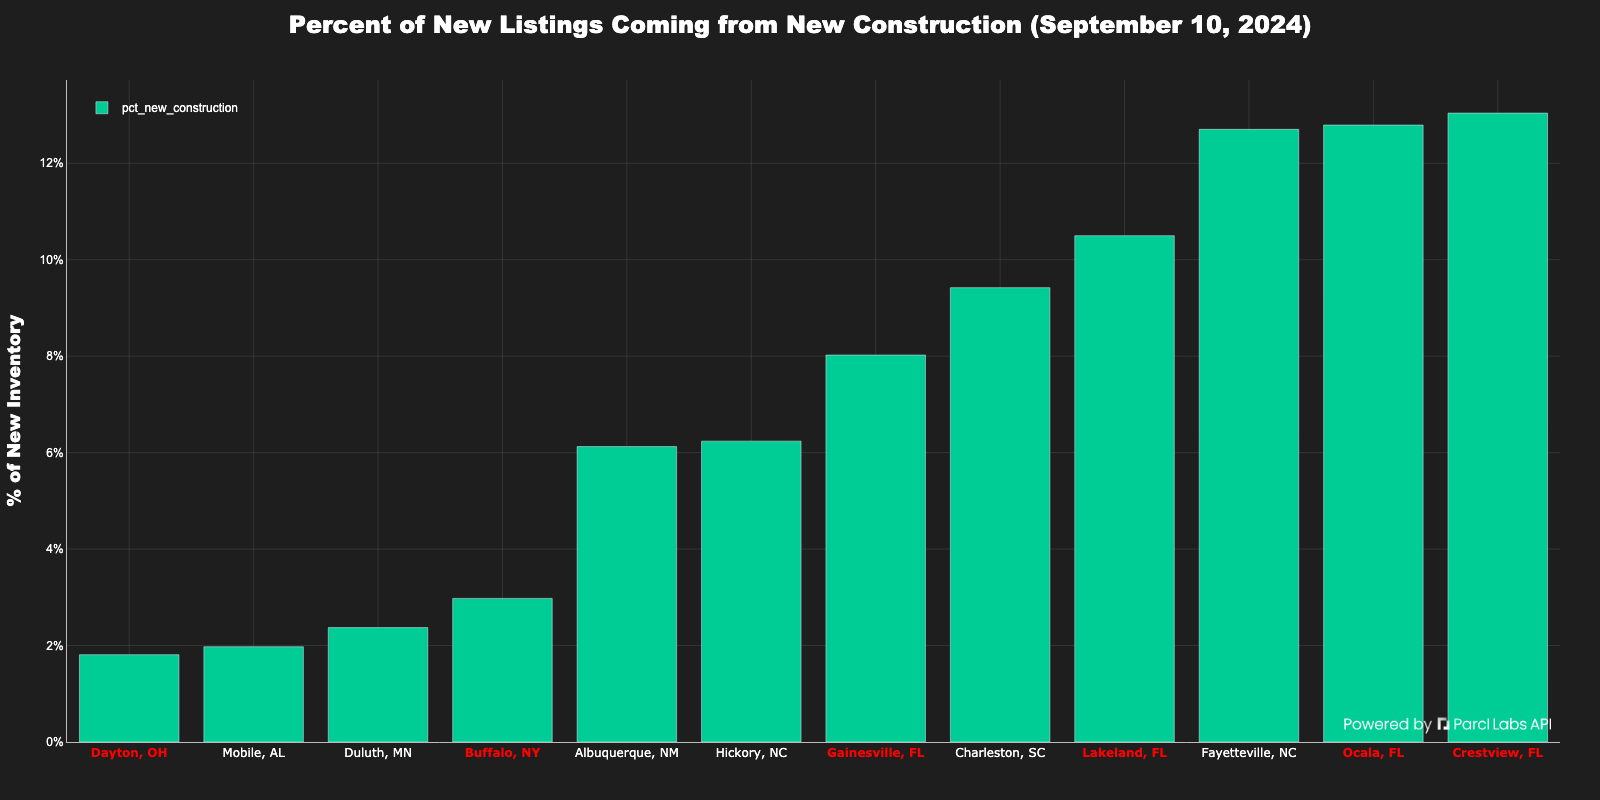 Percent of New Listings Coming from New Construction (September 10, 2024)
pct_new_construction
% of New Inventory
12%
10%
8%
6%
4%
2%
0%
Powered by Parcl Labs API
Dayton, OH
Mobile, AL
Duluth, MN
Buffalo, NY
Albuquerque, NM
Hickory, NC
Gainesville, FL
Charleston, SC
Lakeland, FL
Fayetteville, NC
Ocala, FL
Crestview, FL